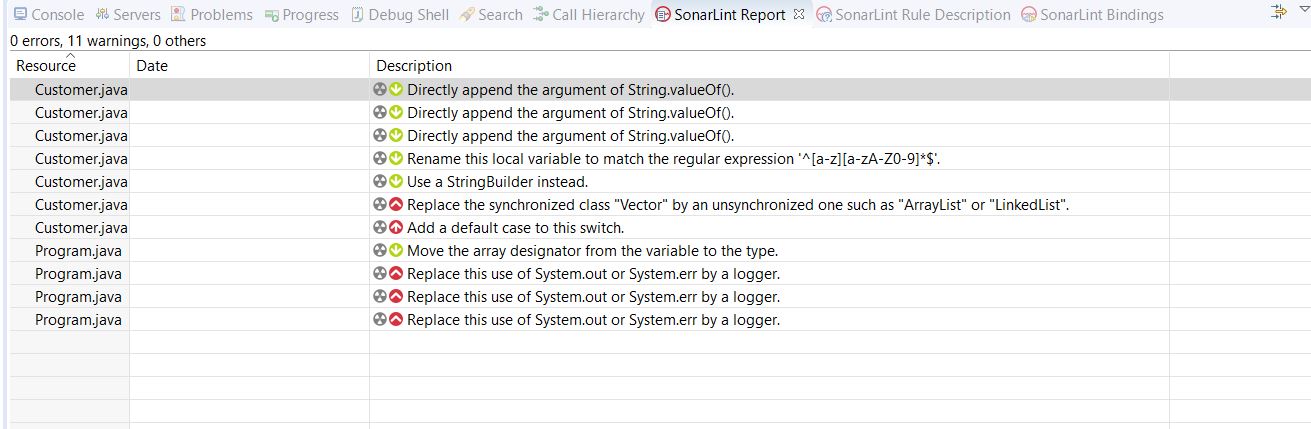 Console Servers Problems Progress Debug Shell Search Call Hierarchy SonarLint Report SonarLint Rule Description SonarLint Bindings
0 errors, 11 warnings, 0 others
Resource Date Description
Customer.java Directly append the argument of String.valueOf().
Customer.java Directly append the argument of String.valueOf().
Customer.java Directly append the argument of String.valueOf().
Customer.java Rename this local variable to match the regular expression '^[a-z][a-zA-Z0-9]*$'.
Customer.java Use a StringBuilder instead.
Customer.java Replace the synchronized class "Vector" by an unsynchronized one such as "ArrayList" or "LinkedList".
Customer.java Add a default case to this switch.
Program.java Move the array designator from the variable to the type.
Program.java Replace this use of System.out or System.err by a logger.
Program.java Replace this use of System.out or System.err by a logger.
Program.java Replace this use of System.out or System.err by a logger.